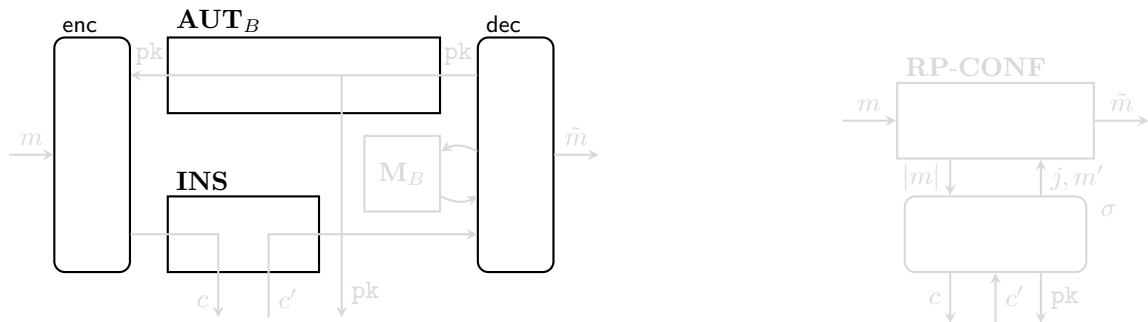 enc AUT_B dec
pk pk
RP-CONF
m m̃
m m̃
M_B
INS
|m| j, m′
σ
c c′ pk
c c′ pk